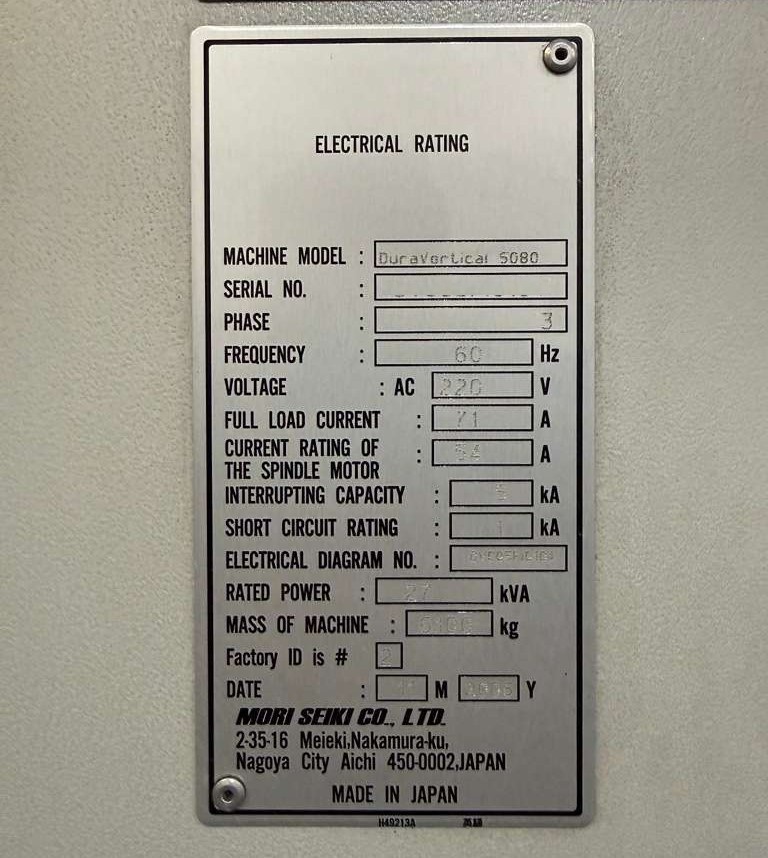 ELECTRICAL RATING
MACHINE MODEL : DuraVertical 5080
SERIAL NO. :
PHASE : 3
FREQUENCY : 60 Hz
VOLTAGE : AC 220 V
FULL LOAD CURRENT : 71 A
CURRENT RATING OF
THE SPINDLE MOTOR : 54 A
INTERRUPTING CAPACITY : kA
SHORT CIRCUIT RATING : kA
ELECTRICAL DIAGRAM NO. :
RATED POWER : 27 kVA
MASS OF MACHINE : kg
Factory ID is # 2
DATE : M Y
MORI SEIKI CO., LTD.
2-35-16 Meieki,Nakamura-ku,
Nagoya City Aichi 450-0002,JAPAN
MADE IN JAPAN
H49213A 英語